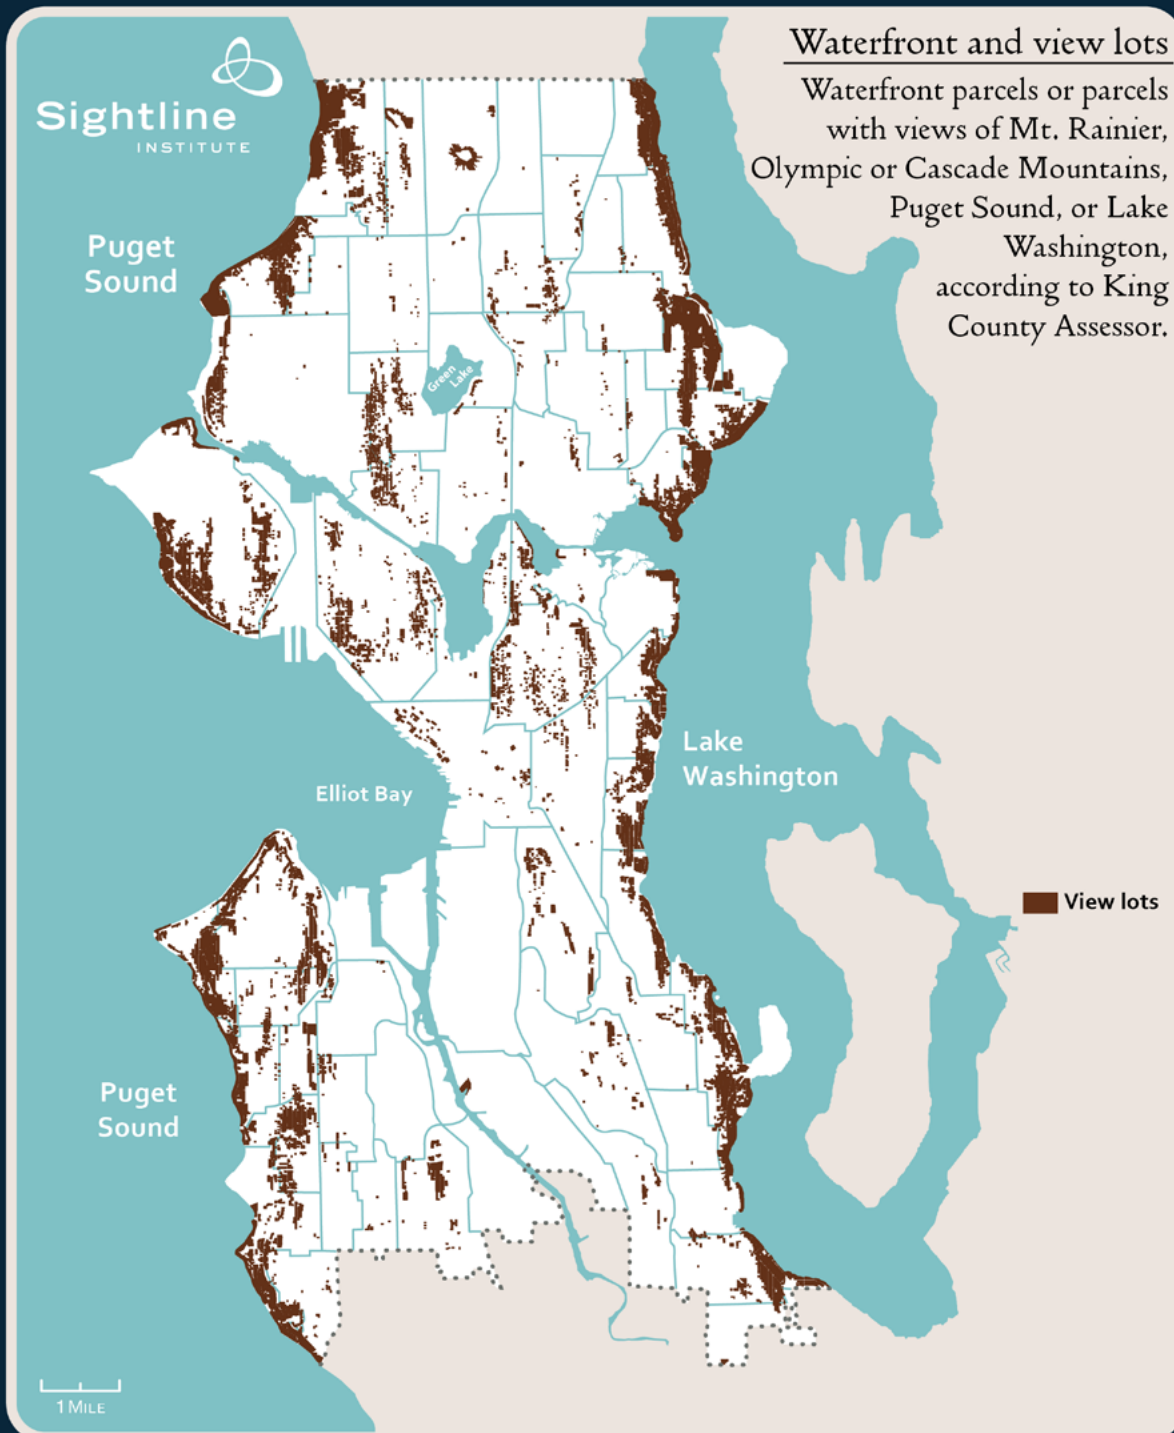 Waterfront and view lots
Waterfront parcels or parcels
with views of Mt. Rainier,
Olympic or Cascade Mountains,
Puget Sound, or Lake
Washington,
according to King
County Assessor.
Sightline
INSTITUTE
Puget
Sound
Green
Lake
Lake
Washington
Elliot Bay
View lots
Puget
Sound
1 MILE